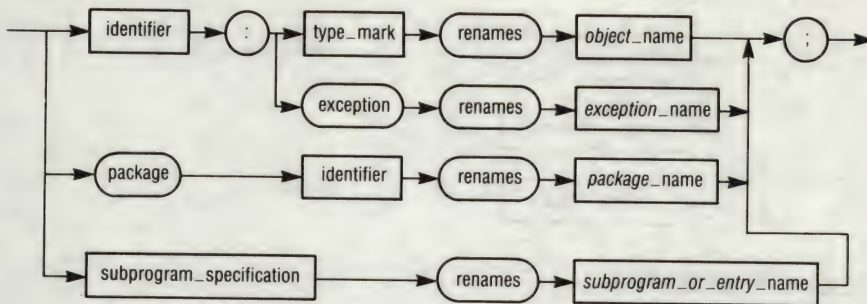 identifier : type_mark renames object_name ;
exception renames exception_name
package identifier renames package_name
subprogram_specification renames subprogram_or_entry_name